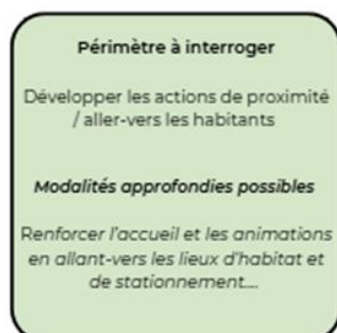 Périmètre à interroger
Développer les actions de proximité
/ aller-vers les habitants
Modalités approfondies possibles
Renforcer l'accueil et les animations
en allant-vers les lieux d'habitat et
de stationnement....